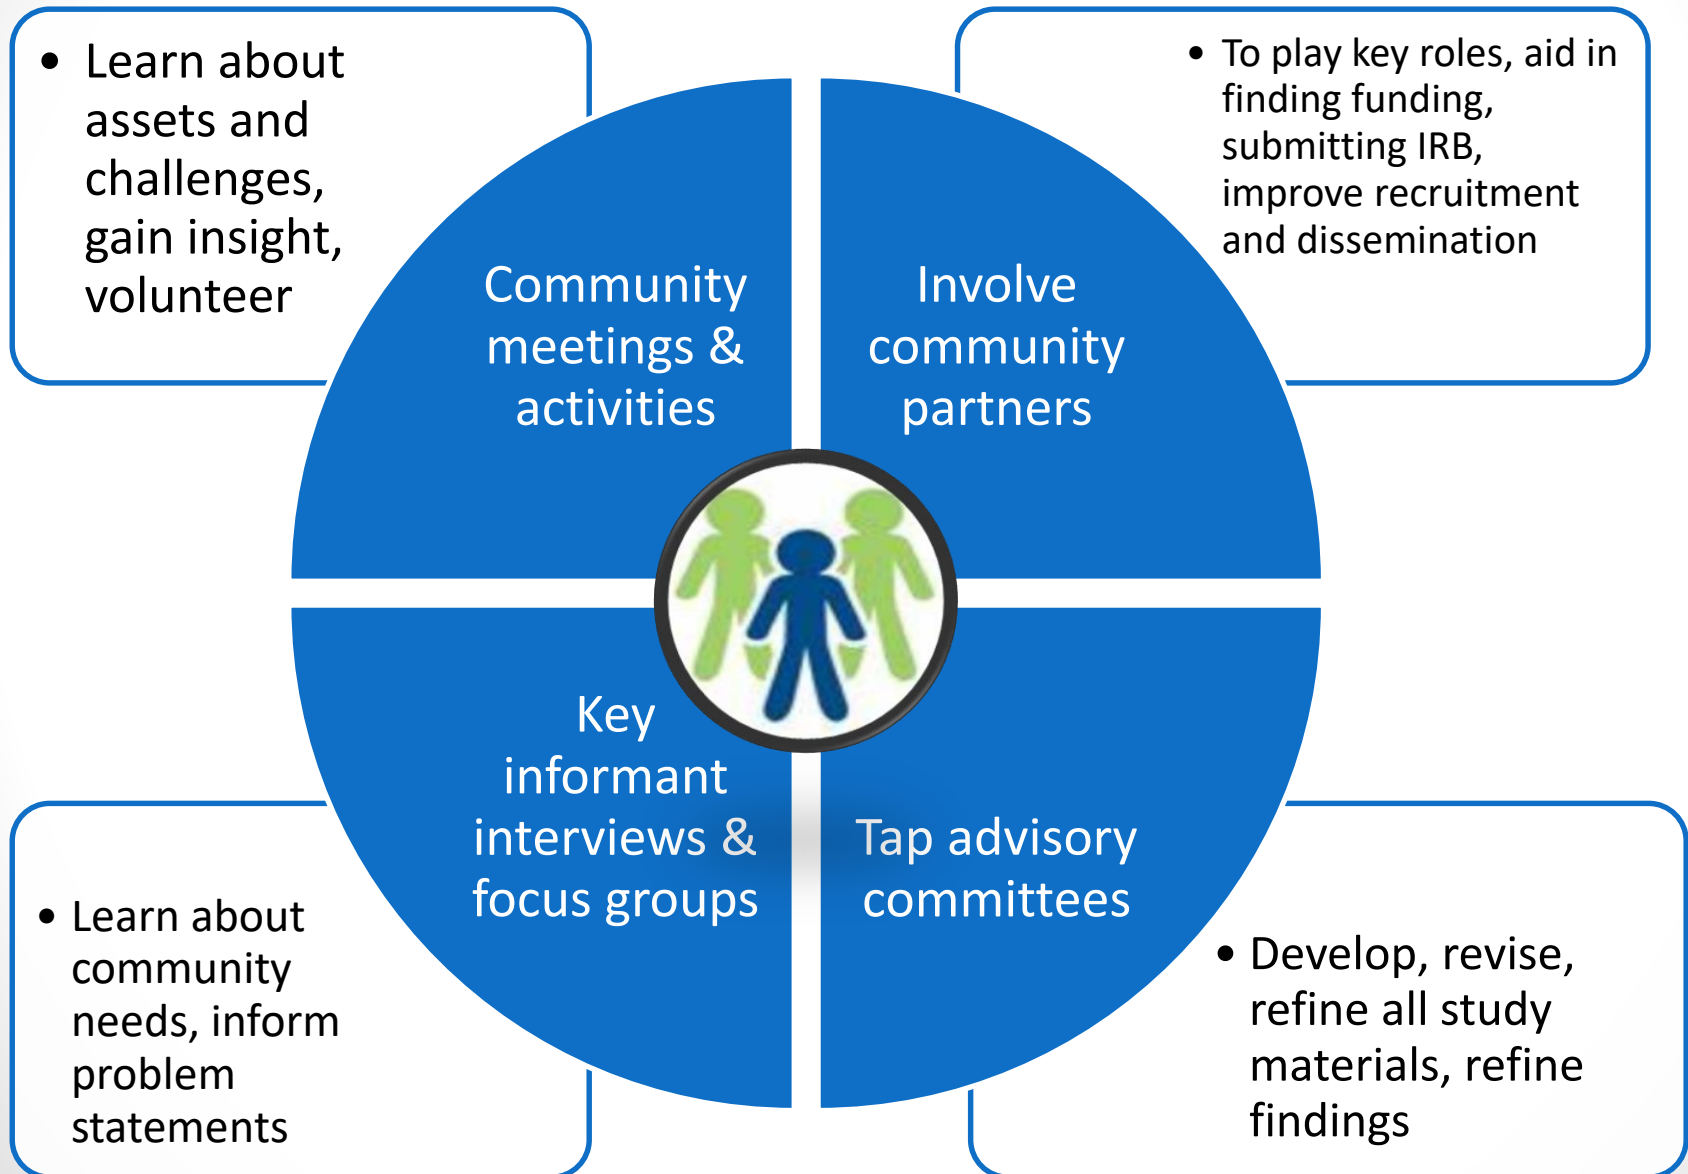 • Learn about
assets and
challenges,
gain insight,
volunteer
• To play key roles, aid in
finding funding,
submitting IRB,
improve recruitment
and dissemination
Community
meetings &
activities
Involve
community
partners
Key
informant
interviews &
focus groups
Tap advisory
committees
• Learn about
community
needs, inform
problem
statements
• Develop, revise,
refine all study
materials, refine
findings